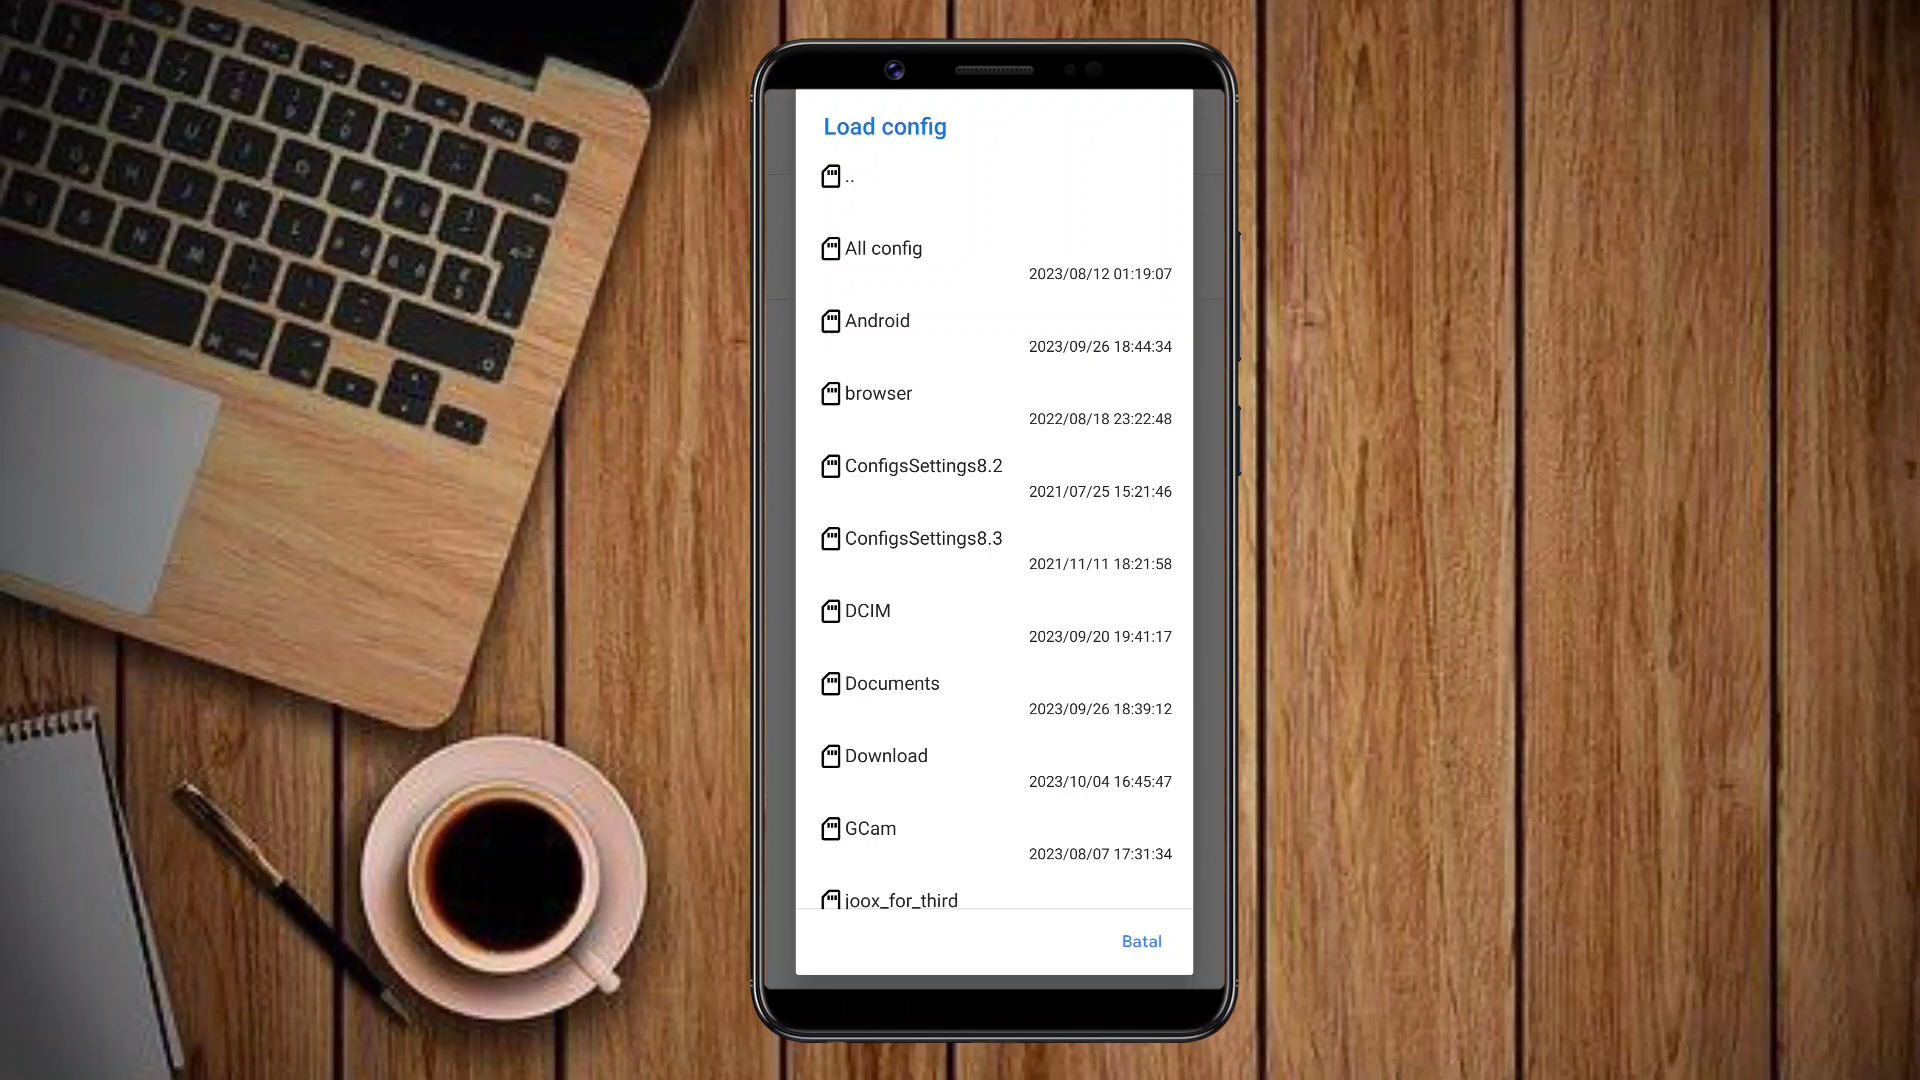 Load config
..
All config
2023/08/12 01:19:07
Android
2023/09/26 18:44:34
browser
2022/08/18 23:22:48
ConfigsSettings8.2
2021/07/25 15:21:46
ConfigsSettings8.3
2021/11/11 18:21:58
DCIM
2023/09/20 19:41:17
Documents
2023/09/26 18:39:12
Download
2023/10/04 16:45:47
GCam
2023/08/07 17:31:34
joox_for_third
Batal